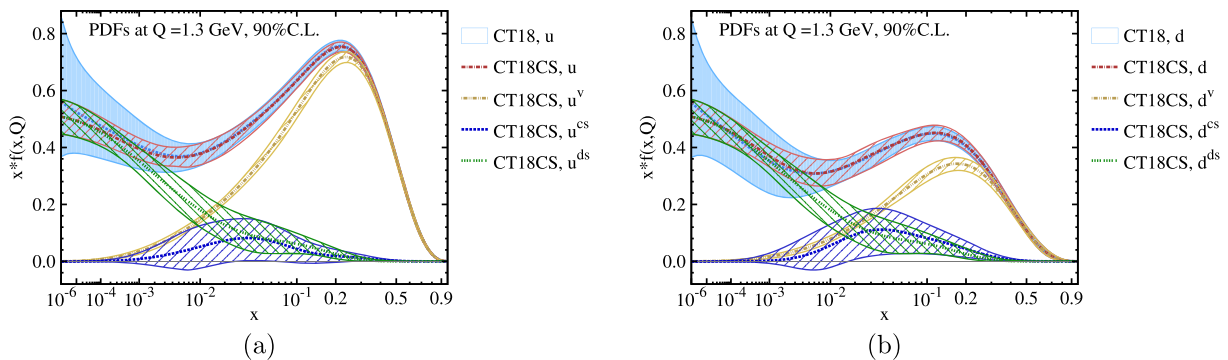 PDFs at Q =1.3 GeV, 90%C.L.
x*f(x,Q)
0.8
0.6
0.4
0.2
0.0
10^-6 10^-4 10^-3 10^-2 10^-1 0.2 0.5 0.9
x
CT18, u
CT18CS, u
CT18CS, u^v
CT18CS, u^cs
CT18CS, u^ds
(a)
PDFs at Q =1.3 GeV, 90%C.L.
x*f(x,Q)
0.8
0.6
0.4
0.2
0.0
10^-6 10^-4 10^-3 10^-2 10^-1 0.2 0.5 0.9
x
CT18, d
CT18CS, d
CT18CS, d^v
CT18CS, d^cs
CT18CS, d^ds
(b)